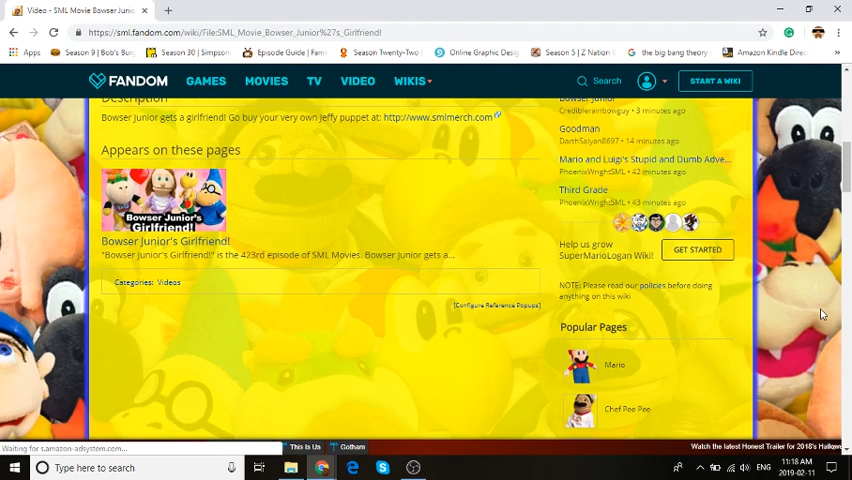 Video - SML Movie Bowser Junior
https://sml.fandom.com/wiki/File:SML_Movie_Bowser_Junior%27s_Girlfriend!
Apps Season 9 | Bob's Burg Season 30 | Simpson Episode Guide | Fam Season Twenty-Two Online Graphic Desig Season 5 | Z Nation the big bang theory Amazon Kindle Direc
FANDOM GAMES MOVIES TV VIDEO WIKIS Search START A WIKI
Description
Bowser Junior gets a girlfriend! Go buy your very own Jeffy puppet at: http://www.smlmerch.com
Appears on these pages
Bowser Junior's
Girlfriend!
Bowser Junior's Girlfriend!
"Bowser Junior's Girlfriend!" is the 423rd episode of SML Movies. Bowser Junior gets a...
Categories: Videos
[Configure Reference Popups]
Bowser Junior
Crediblerainbowguy • 3 minutes ago
Goodman
DarthSaiyan8697 • 14 minutes ago
Mario and Luigi's Stupid and Dumb Adve...
PhoenixWrightSML • 42 minutes ago
Third Grade
PhoenixWrightSML • 43 minutes ago
Help us grow
SuperMarioLogan Wiki!
GET STARTED
NOTE: Please read our policies before doing
anything on this wiki
Popular Pages
Mario
Chef Pee Pee
Waiting for s.amazon-adsystem.com...
This Is Us Gotham Watch the latest Honest Trailer for 2018's Hallow
Type here to search
ENG
11:18 AM
2019-02-11